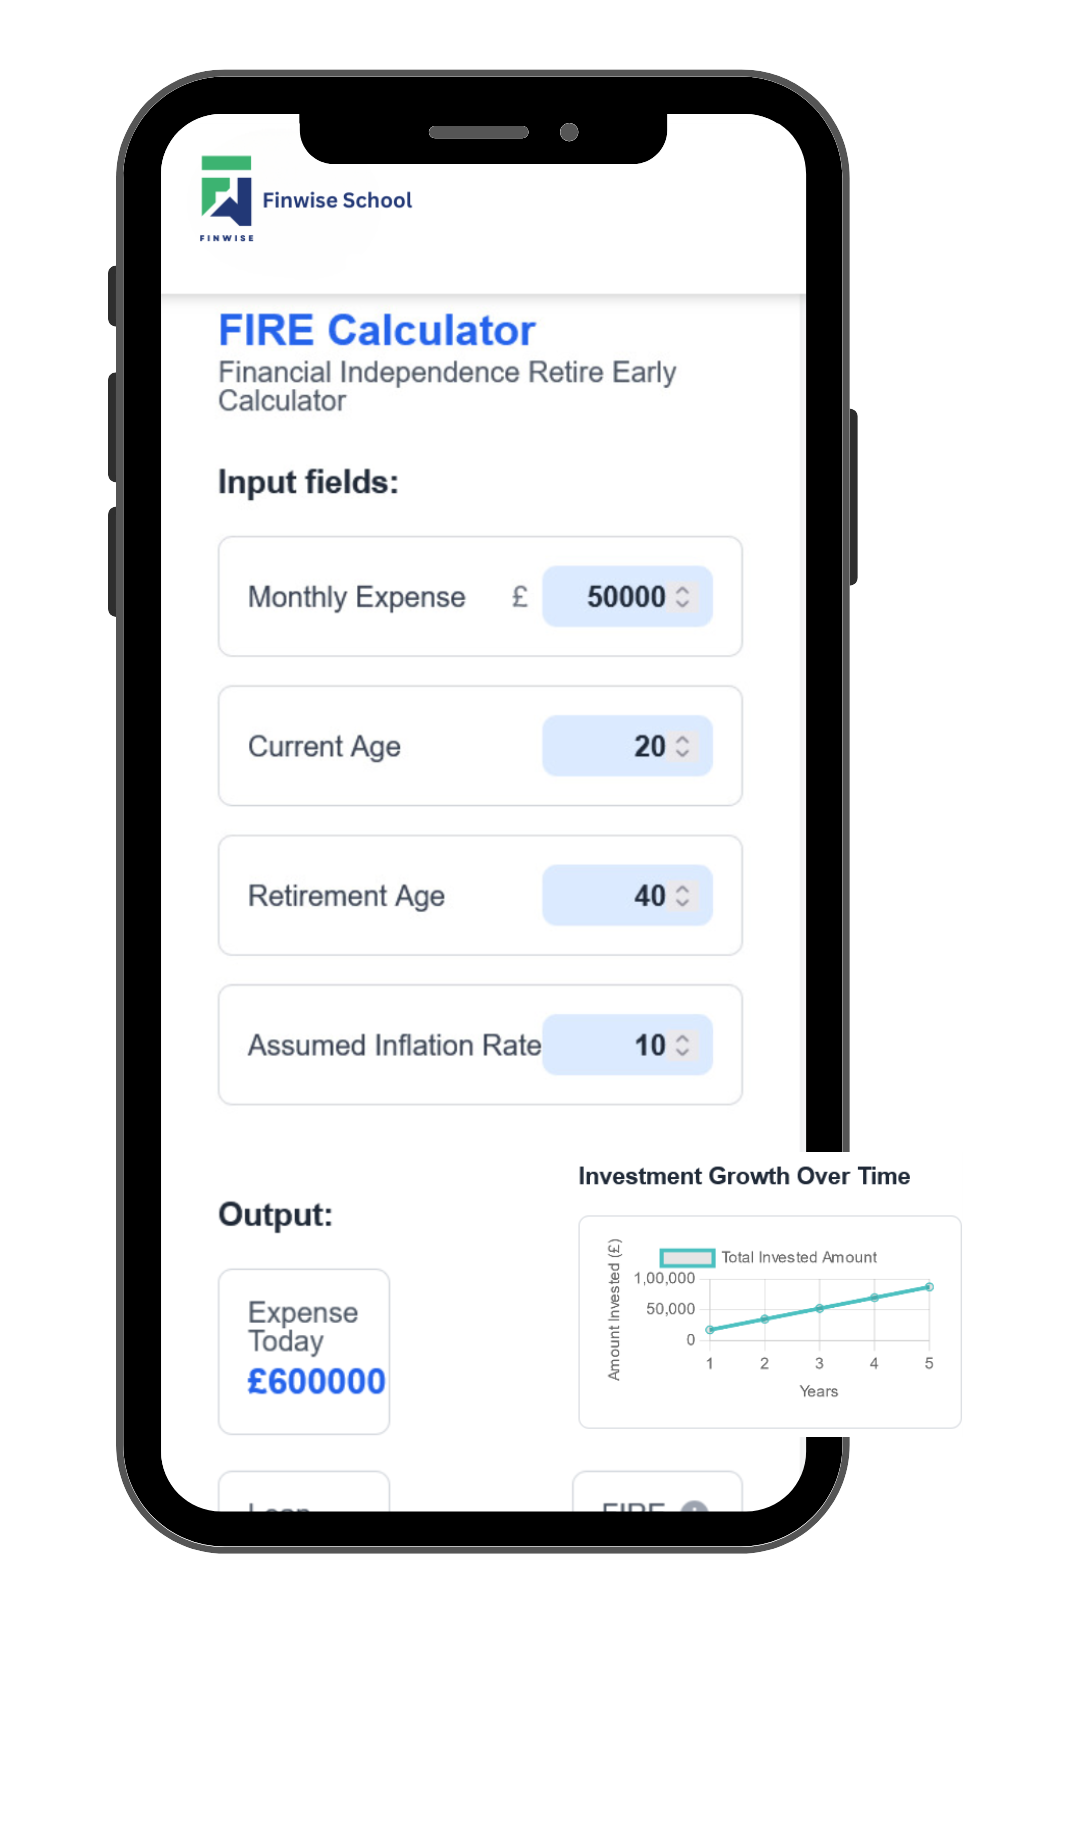 FINWISE
Finwise School
FIRE Calculator
Financial Independence Retire Early
Calculator
Input fields:
Monthly Expense £ 50000
Current Age 20
Retirement Age 40
Assumed Inflation Rate 10
Output:
Expense
Today
£600000
Investment Growth Over Time
Amount Invested (£)
Total Invested Amount
1,00,000
50,000
0
1 2 3 4 5
Years
Loan
FIRE